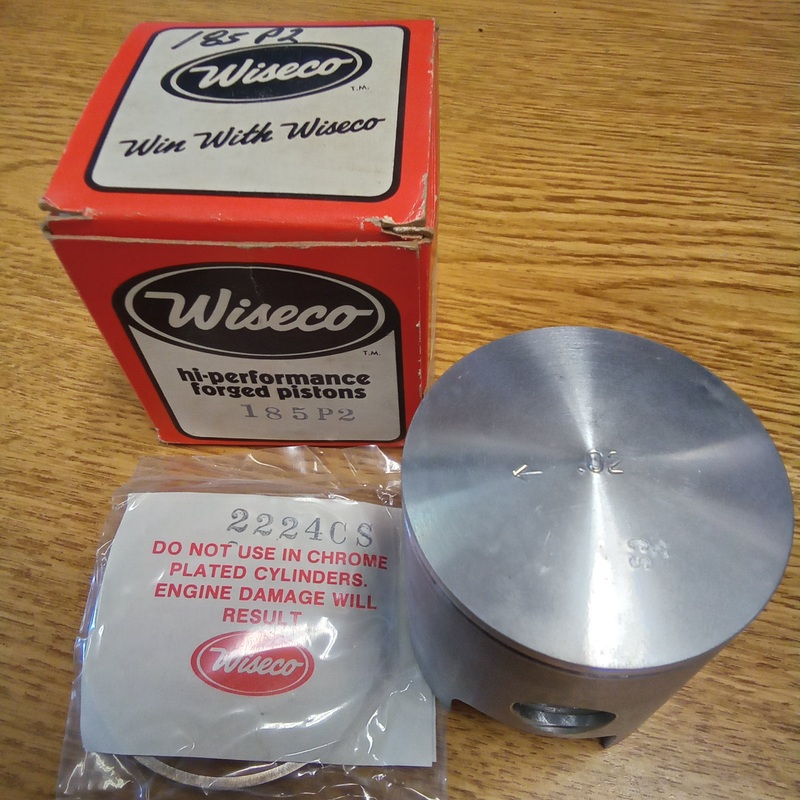 185P2
Wiseco
T.M.
Win With Wiseco
Wiseco
T.M.
hi-performance
forged pistons
185P2
2224CS
DO NOT USE IN CHROME
PLATED CYLINDERS.
ENGINE DAMAGE WILL
RESULT
Wiseco
.02